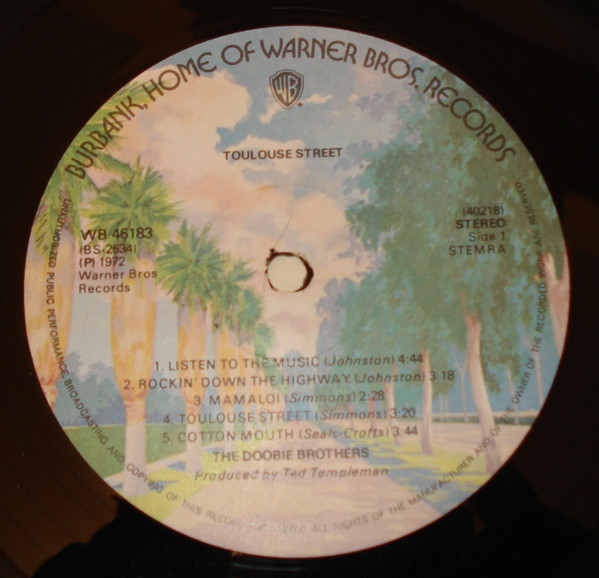 BURBANK, HOME OF WARNER BROS. RECORDS
WB
TOULOUSE STREET
WB 46183
(BS-2634)
(P) 1972
Warner Bros
Records
(40218)
STEREO
Side 1
STEMRA
1. LISTEN TO THE MUSIC (Johnston) 4:44
2. ROCKIN' DOWN THE HIGHWAY (Johnston) 3:18
3. MAMALOI (Simmons) 2:28
4. TOULOUSE STREET (Simmons) 3:20
5. COTTON MOUTH (Seals-Crofts) 3:44
THE DOOBIE BROTHERS
Produced by Ted Templeman
UNAUTHORIZED PUBLIC PERFORMANCE, BROADCASTING AND COPYING OF THIS RECORD ALL RIGHTS OF THE MANUFACTURER AND OF THE OWNER OF THE RECORDED WORK ARE RESERVED